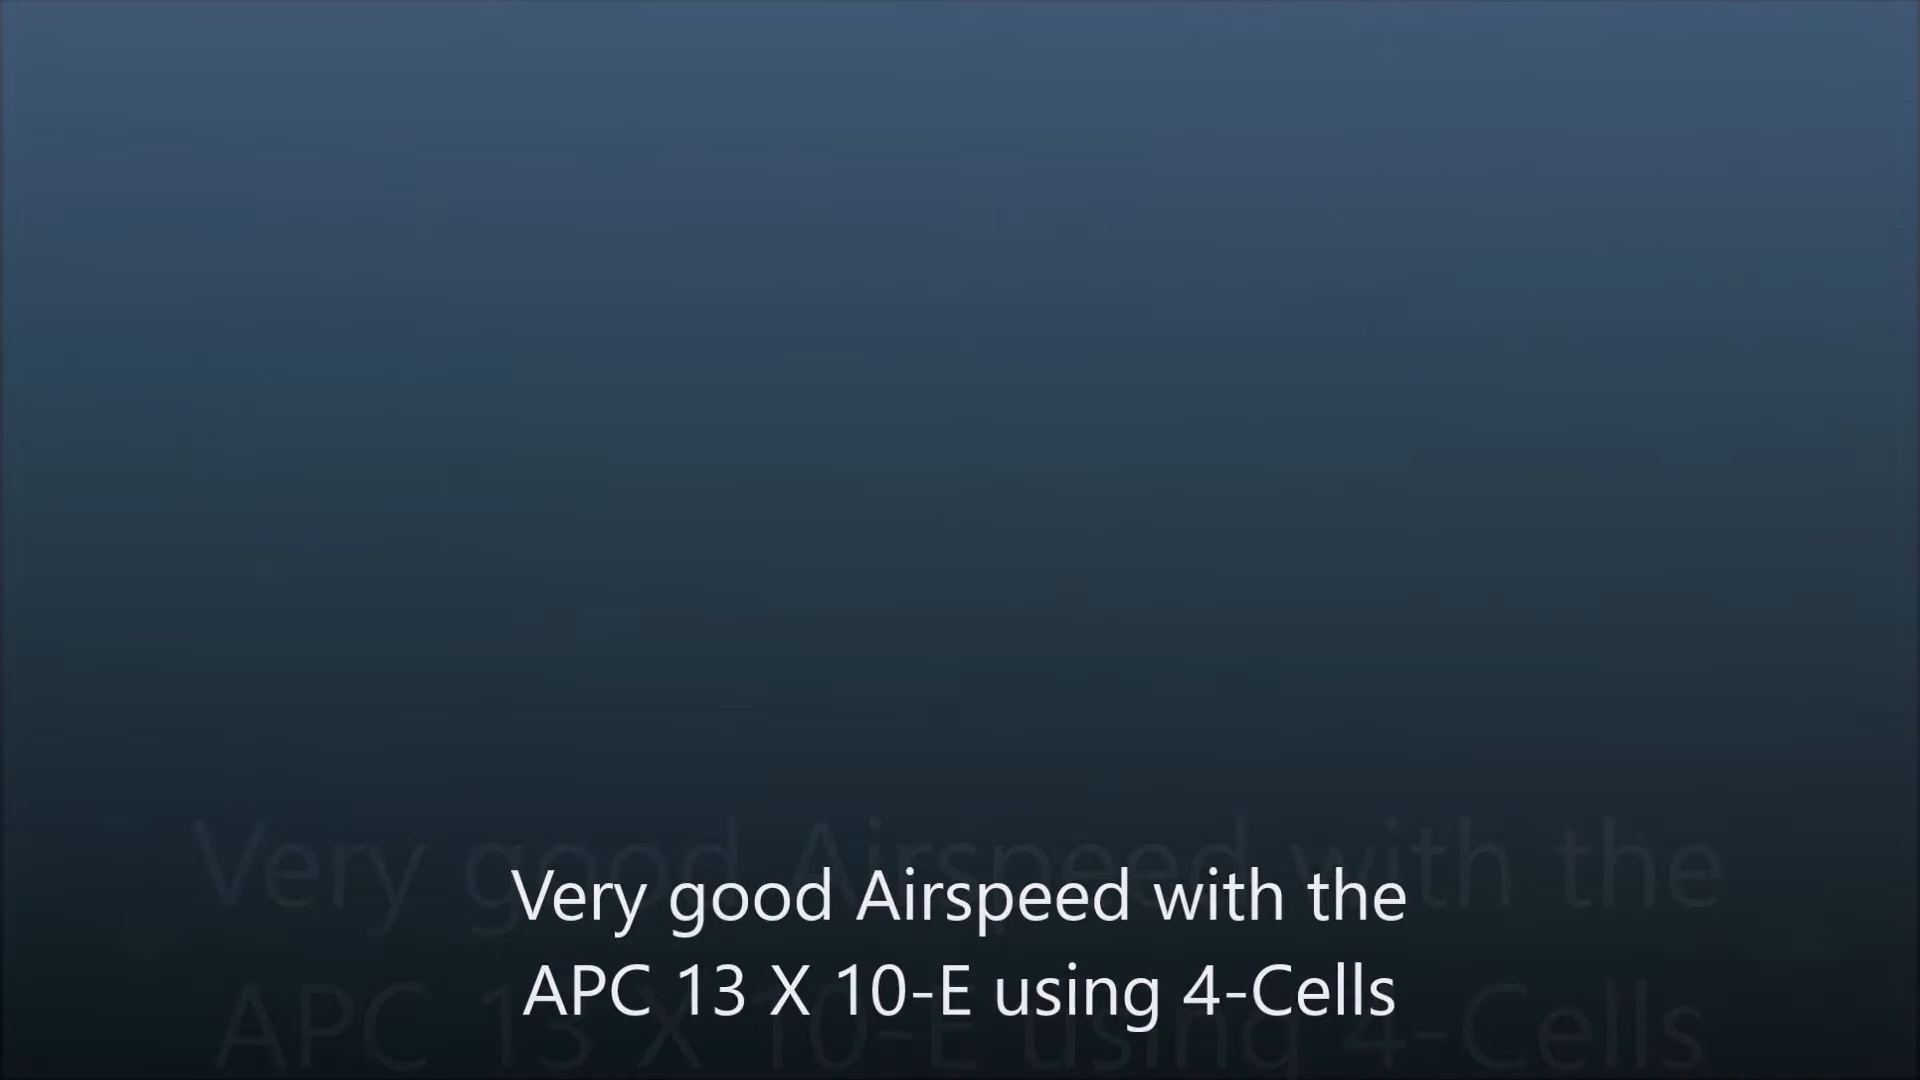 Very good Airspeed with the
APC 13 X 10-E using 4-Cells